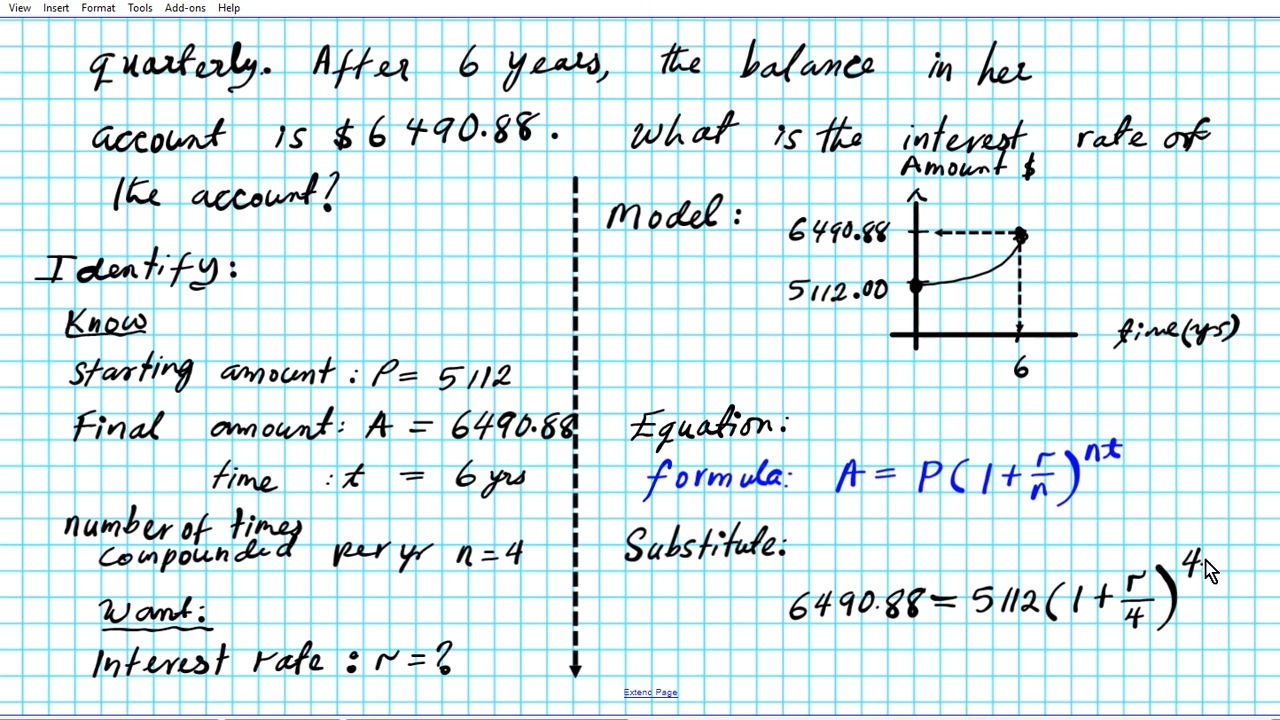 View Insert Format Tools Add-ons Help
quarterly. After 6 years, the balance in her
account is $6490.88. What is the interest rate of
the account?
Identify:
Know
Starting amount: P= 5112
Final amount: A = 6490.88
time : t = 6 yrs
number of times
compounded per yr n=4
Want:
Interest rate : r=?
Model:
Amount $
6490.88
5112.00
time(yrs)
6
Equation:
formula: A = P(1+r/n)^nt
Substitute:
6490.88= 5112(1+r/4)^4.
Extend Page